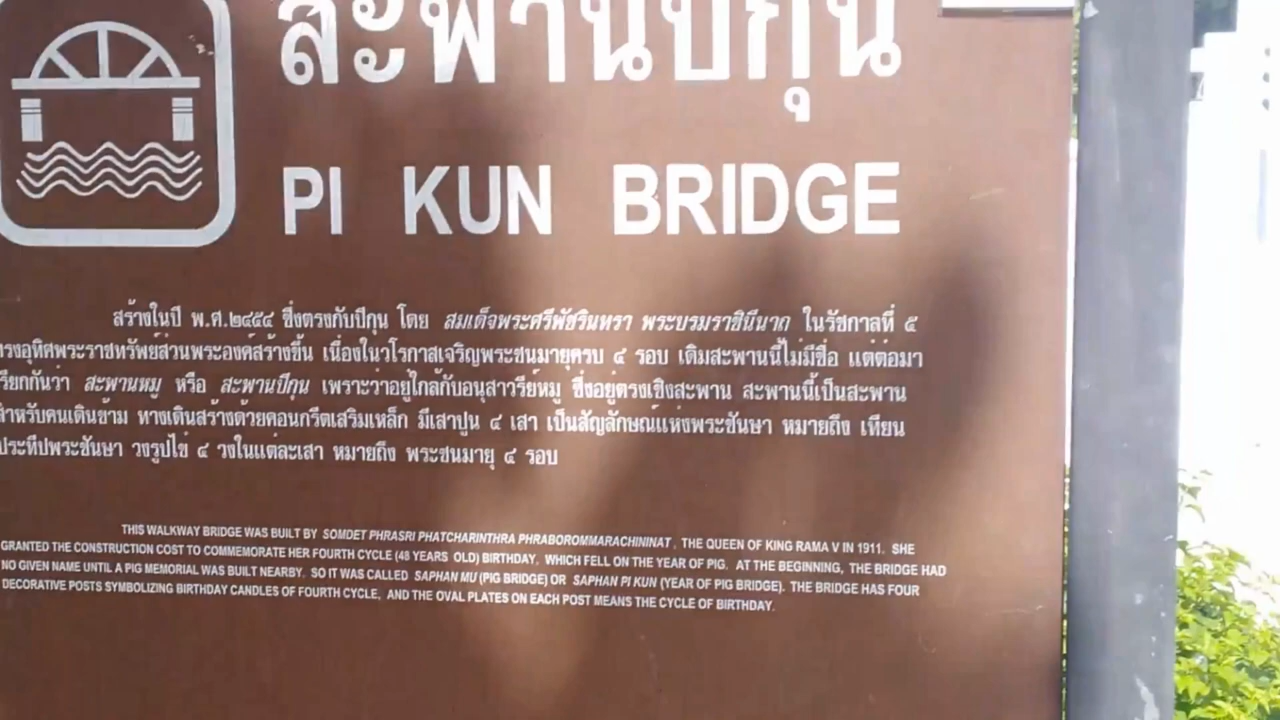 สะพานปีกุน
PI KUN BRIDGE
สร้างในปี พ.ศ.๒๔๕๔ ซึ่งตรงกับปีกุน โดย สมเด็จพระศรีพัชรินทรา พระบรมราชินีนาถ ในรัชกาลที่ ๕
ทรงอุทิศพระราชทรัพย์ส่วนพระองค์สร้างขึ้น เนื่องในวโรกาสเจริญพระชนมายุครบ ๔ รอบ เดิมสะพานนี้ไม่มีชื่อ แต่ต่อมา
เรียกกันว่า สะพานหมู หรือ สะพานปีกุน เพราะว่าอยู่ใกล้กับอนุสาวรีย์หมู ซึ่งอยู่ตรงเชิงสะพาน สะพานนี้เป็นสะพาน
สำหรับคนเดินข้าม ทางเดินสร้างด้วยคอนกรีตเสริมเหล็ก มีเสาปูน ๔ เสา เป็นสัญลักษณ์แห่งพระชันษา หมายถึง เทียน
ประทีปพระชันษา วงรูปไข่ ๔ วงในแต่ละเสา หมายถึง พระชนมายุ ๔ รอบ
THIS WALKWAY BRIDGE WAS BUILT BY SOMDET PHRASRI PHATCHARINTHRA PHRABOROMMARACHININAT, THE QUEEN OF KING RAMA V IN 1911. SHE
GRANTED THE CONSTRUCTION COST TO COMMEMORATE HER FOURTH CYCLE (48 YEARS OLD) BIRTHDAY, WHICH FELL ON THE YEAR OF PIG. AT THE BEGINNING, THE BRIDGE HAD
NO GIVEN NAME UNTIL A PIG MEMORIAL WAS BUILT NEARBY. SO IT WAS CALLED SAPHAN MU (PIG BRIDGE) OR SAPHAN PI KUN (YEAR OF PIG BRIDGE). THE BRIDGE HAS FOUR
DECORATIVE POSTS SYMBOLIZING BIRTHDAY CANDLES OF FOURTH CYCLE, AND THE OVAL PLATES ON EACH POST MEANS THE CYCLE OF BIRTHDAY.